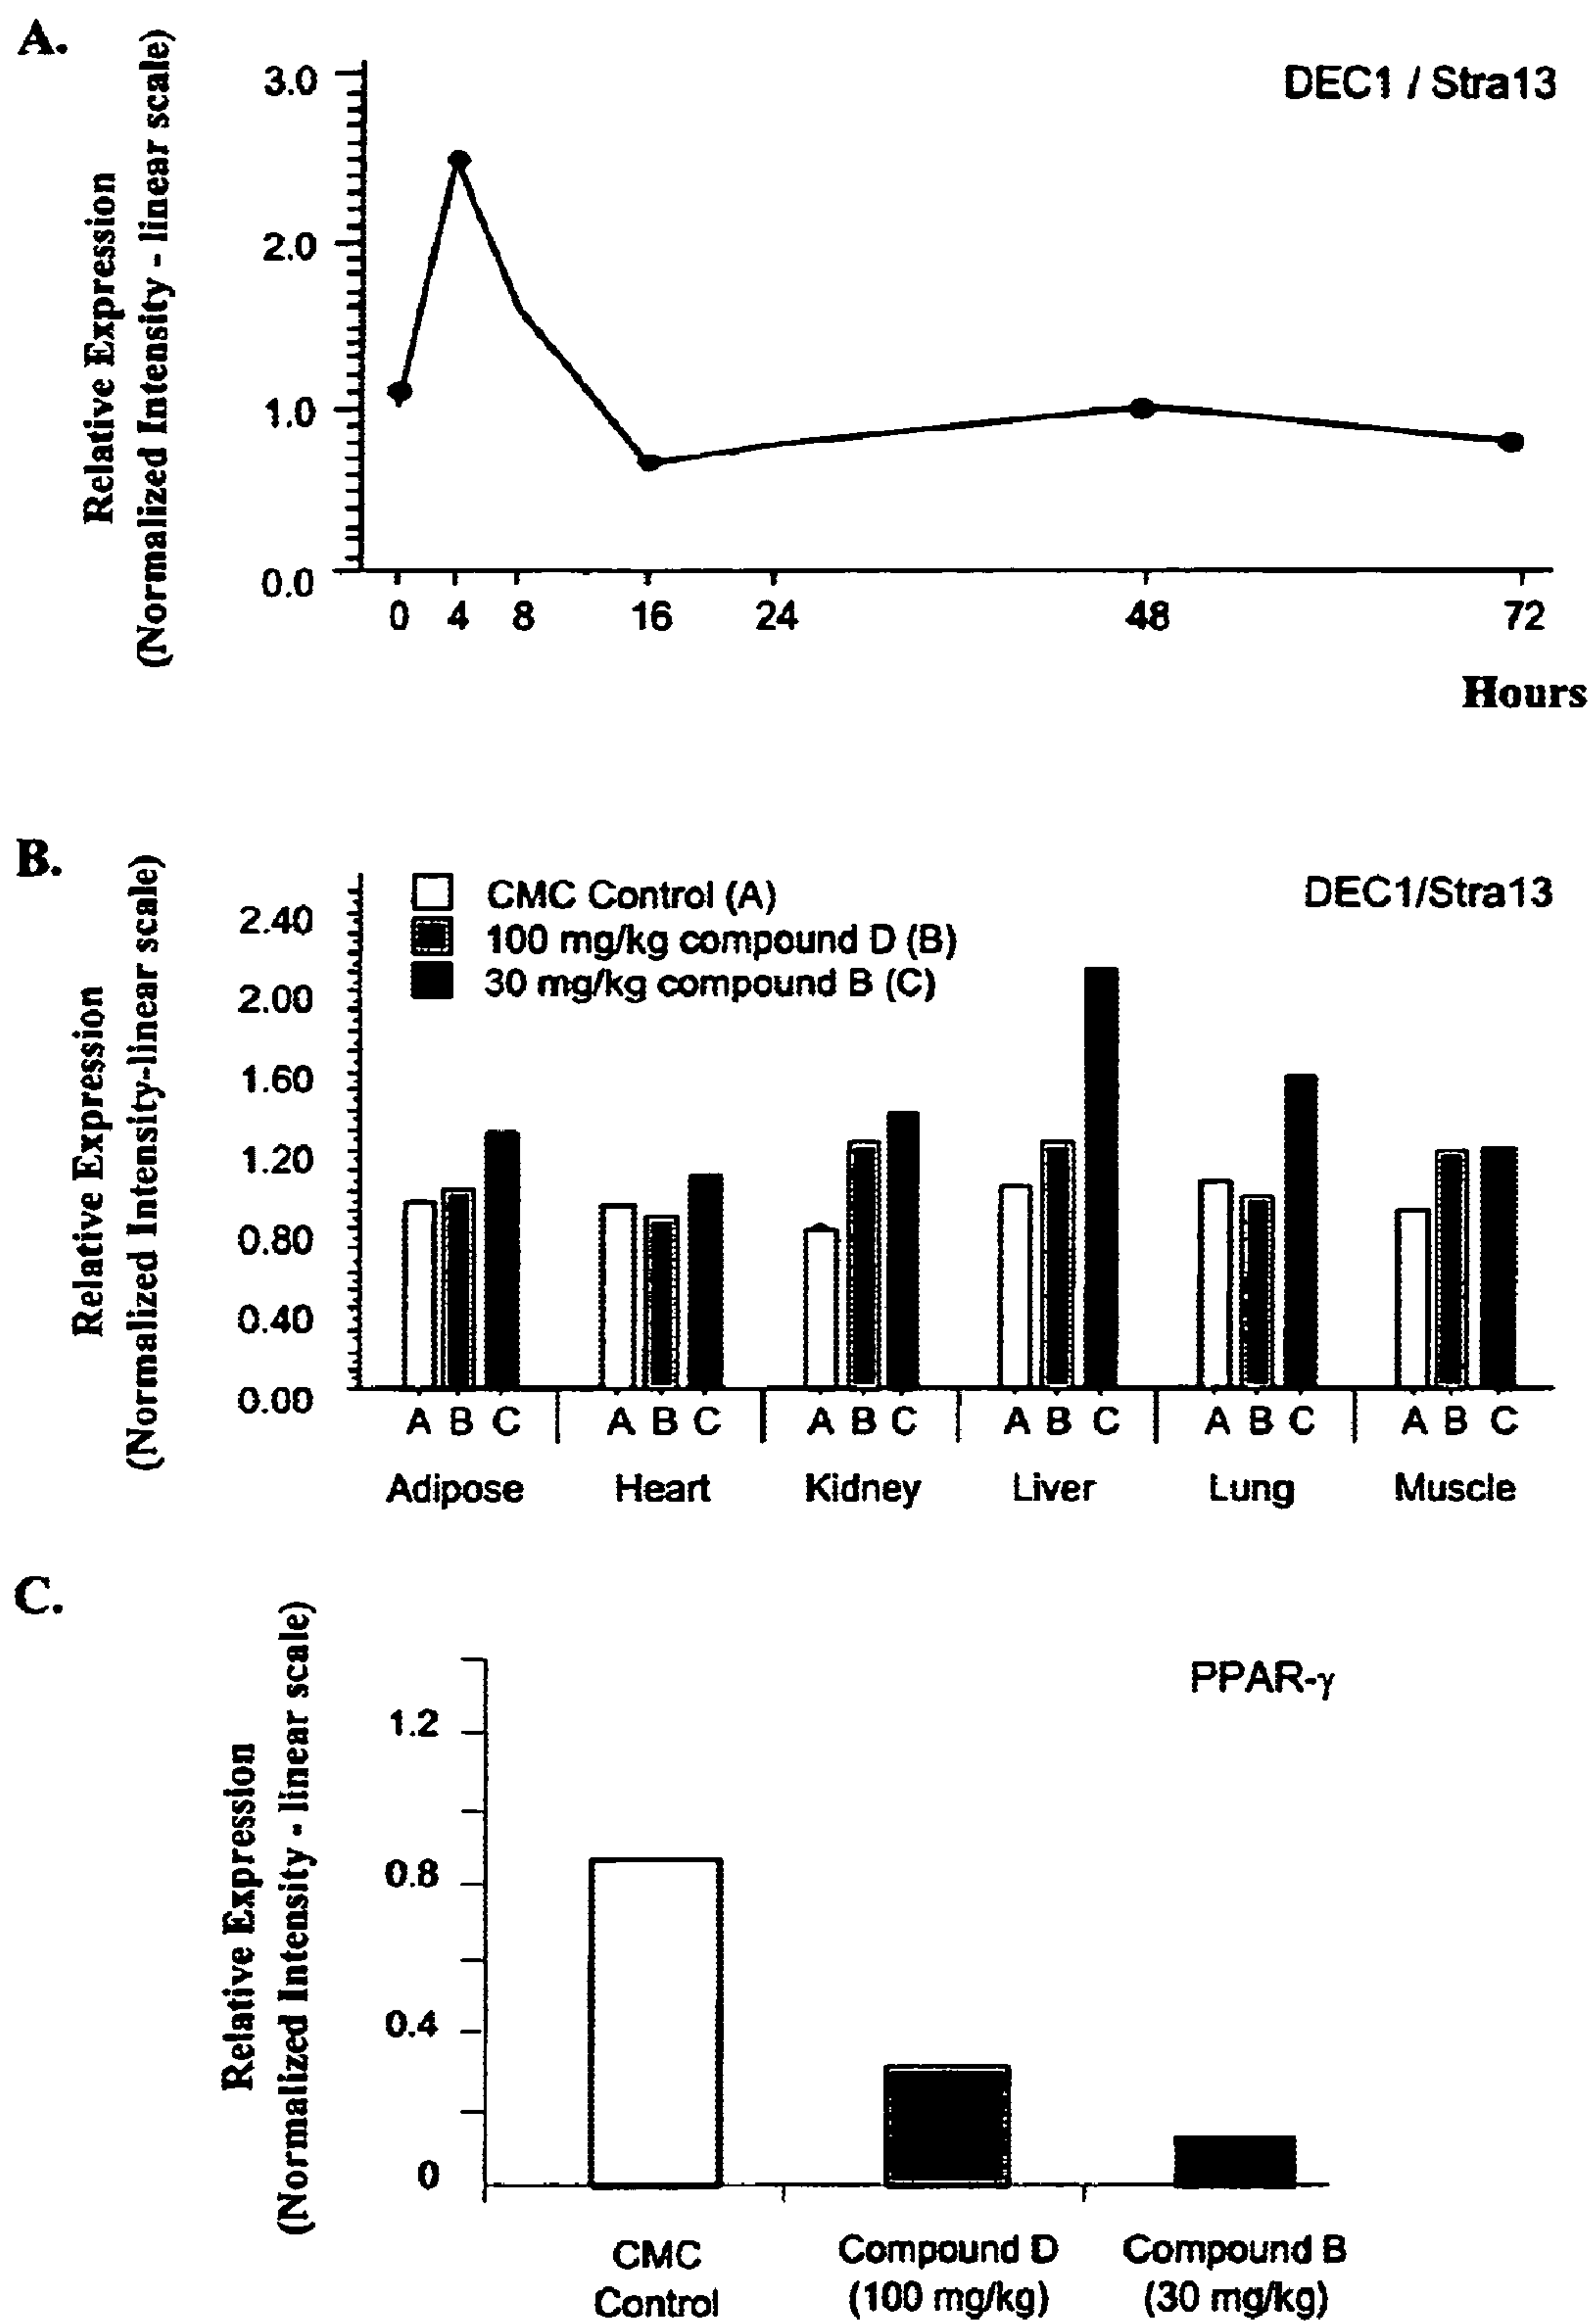 A.
DEC1 / Stra13
Relative Expression
(Normalized Intensity - linear scale)
3.0
2.0
1.0
0.0
0 4 8 16 24 48 72
Hours
B.
DEC1/Stra13
CMC Control (A)
100 mg/kg compound D (B)
30 mg/kg compound B (C)
Relative Expression
(Normalized Intensity-linear scale)
2.40
2.00
1.60
1.20
0.80
0.40
0.00
A B C A B C A B C A B C A B C A B C
Adipose Heart Kidney Liver Lung Muscle
C.
PPAR-γ
Relative Expression
(Normalized Intensity - linear scale)
1.2
0.8
0.4
0
CMC Compound D Compound B
Control (100 mg/kg) (30 mg/kg)